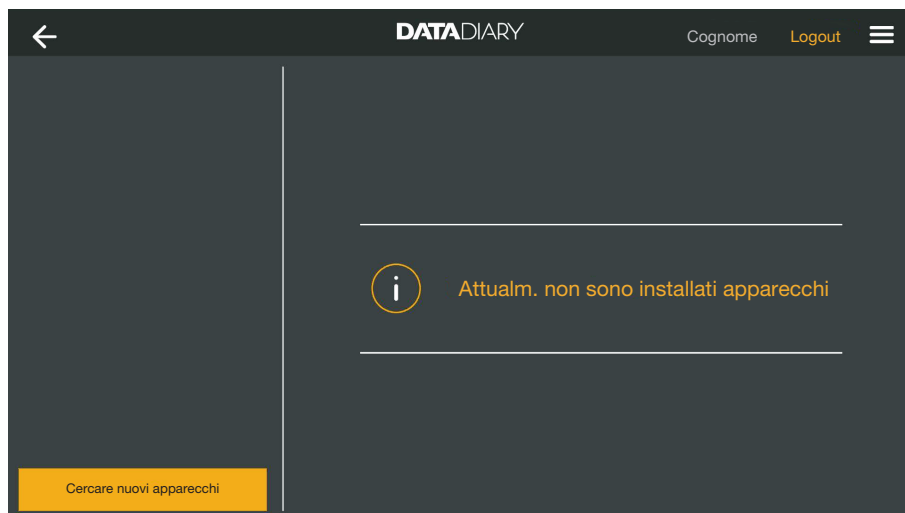 DATADIARY
Cognome
Logout
i
Attualm. non sono installati apparecchi
Cercare nuovi apparecchi